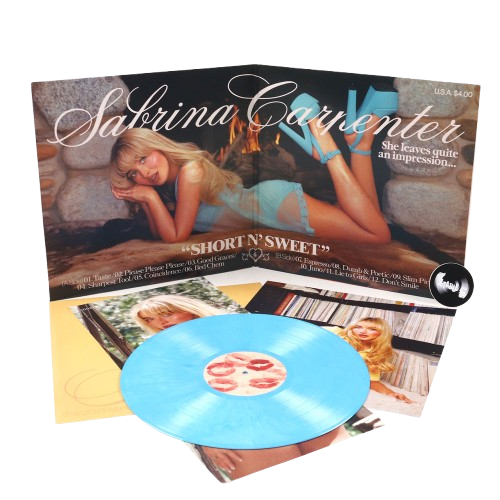 U.S.A. $4.00
Sabrina Carpenter
She leaves quite
an impression...
"SHORT N' SWEET"
01. Taste/02. Please Please Please/03. Good Graces/
04. Sharpest Tool/05. Coincidence/06. Bed Chem
07. Espresso/08. Dumb & Poetic/09. Slim
10. Juno/11. Lie to Girls/12. Don't Smile